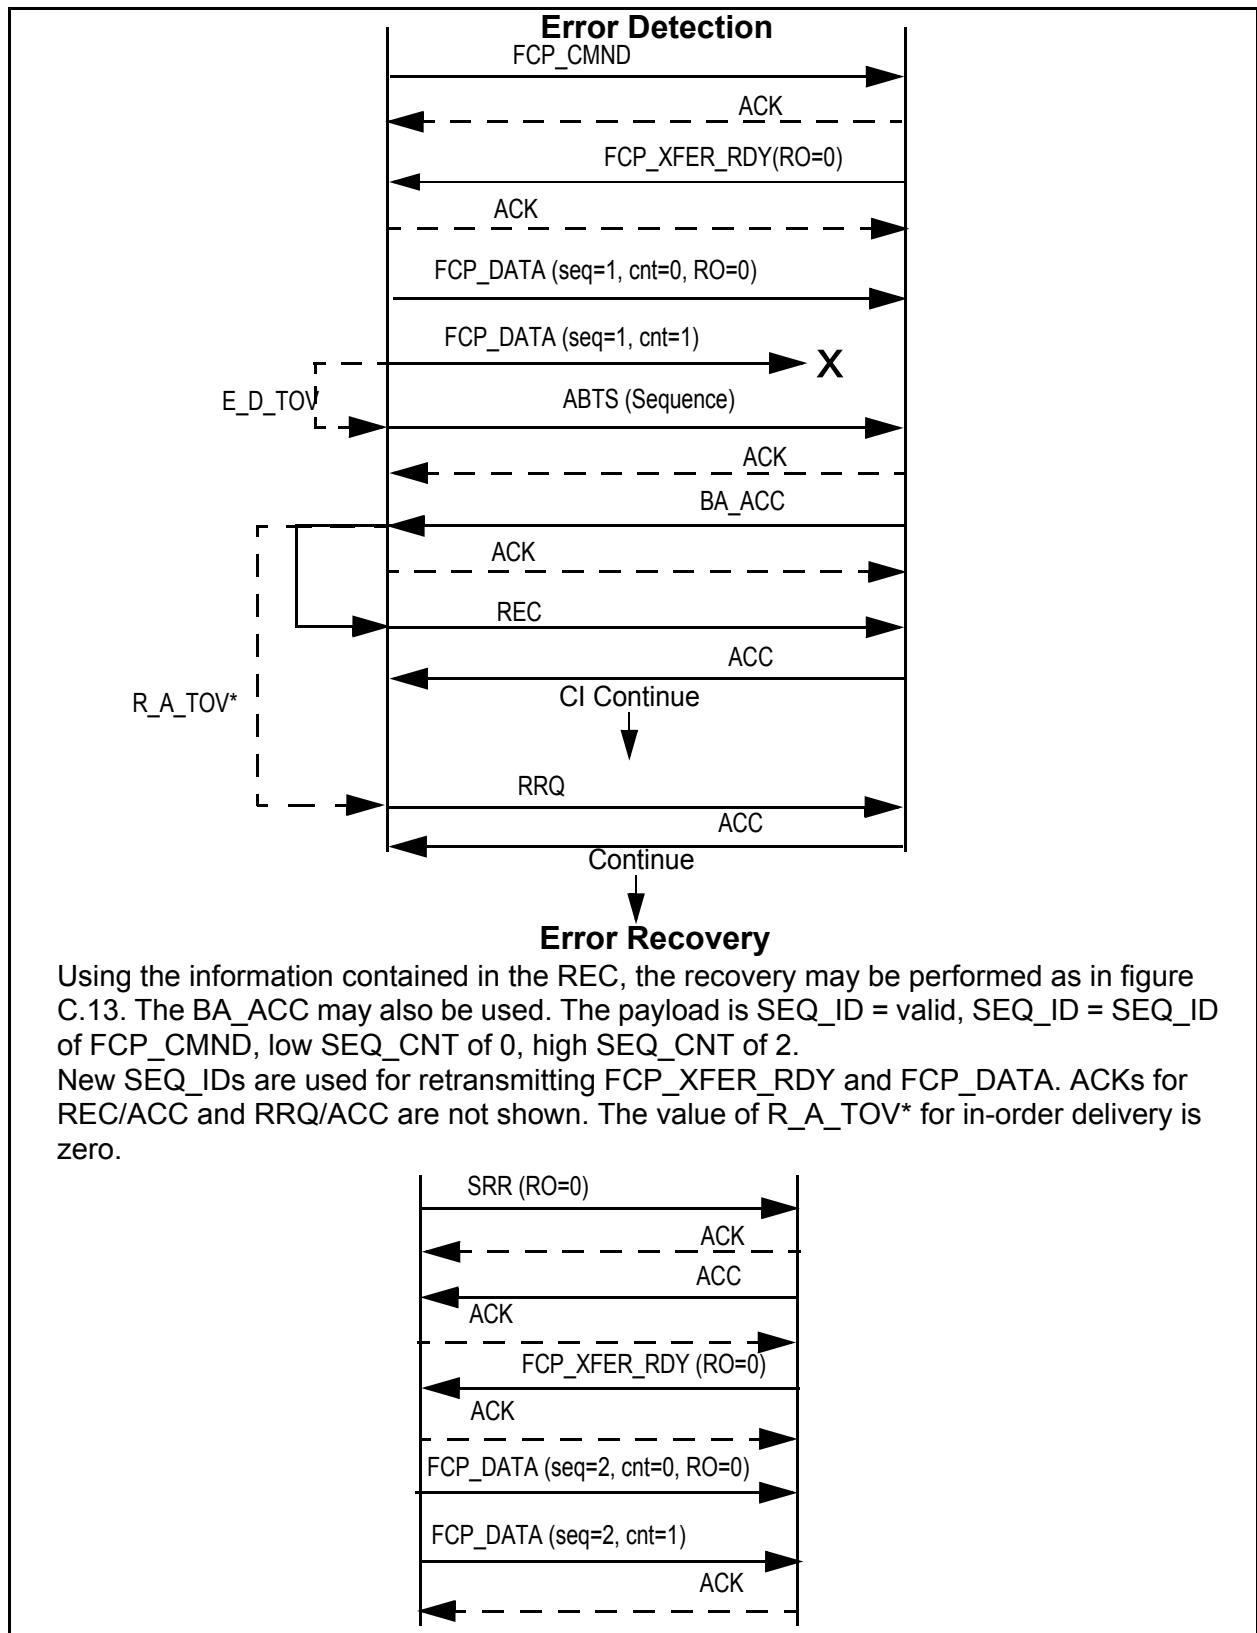 Error Detection
FCP_CMND
ACK
FCP_XFER_RDY(RO=0)
ACK
FCP_DATA (seq=1, cnt=0, RO=0)
FCP_DATA (seq=1, cnt=1)
X
E_D_TOV
ABTS (Sequence)
ACK
BA_ACC
ACK
REC
ACC
R_A_TOV*
CI Continue
RRQ
ACC
Continue
Error Recovery
Using the information contained in the REC, the recovery may be performed as in figure
C.13. The BA_ACC may also be used. The payload is SEQ_ID = valid, SEQ_ID = SEQ_ID
of FCP_CMND, low SEQ_CNT of 0, high SEQ_CNT of 2.
New SEQ_IDs are used for retransmitting FCP_XFER_RDY and FCP_DATA. ACKs for
REC/ACC and RRQ/ACC are not shown. The value of R_A_TOV* for in-order delivery is
zero.
SRR (RO=0)
ACK
ACC
ACK
FCP_XFER_RDY (RO=0)
ACK
FCP_DATA (seq=2, cnt=0, RO=0)
FCP_DATA (seq=2, cnt=1)
ACK